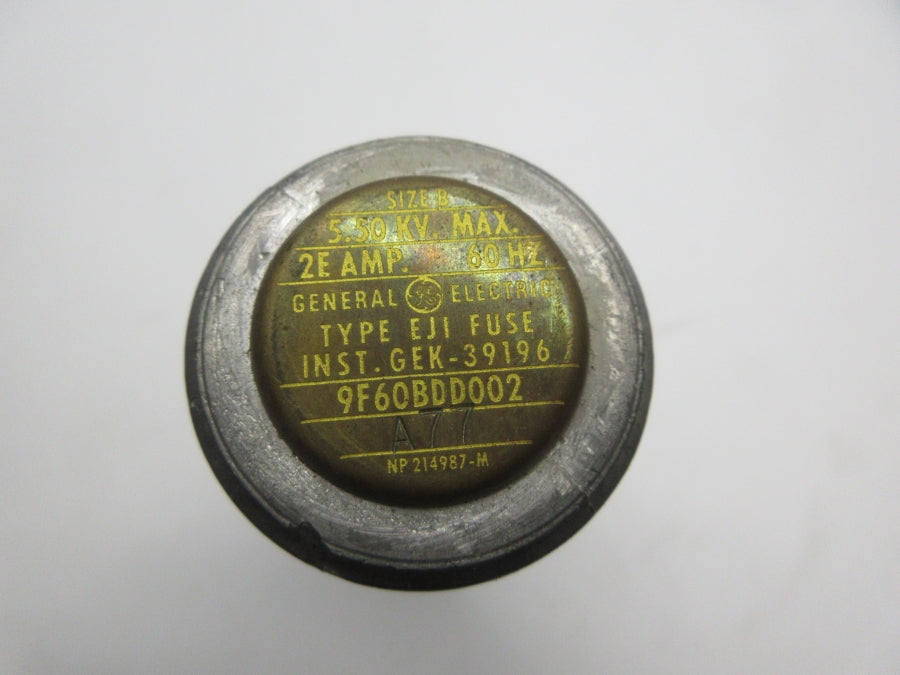 SIZE B
5.50 KV. MAX.
2E AMP. 60 HZ.
GENERAL GE ELECTRIC
TYPE EJI FUSE
INST. GEK-39196
9F60BDD002
A77
NP 214987-M